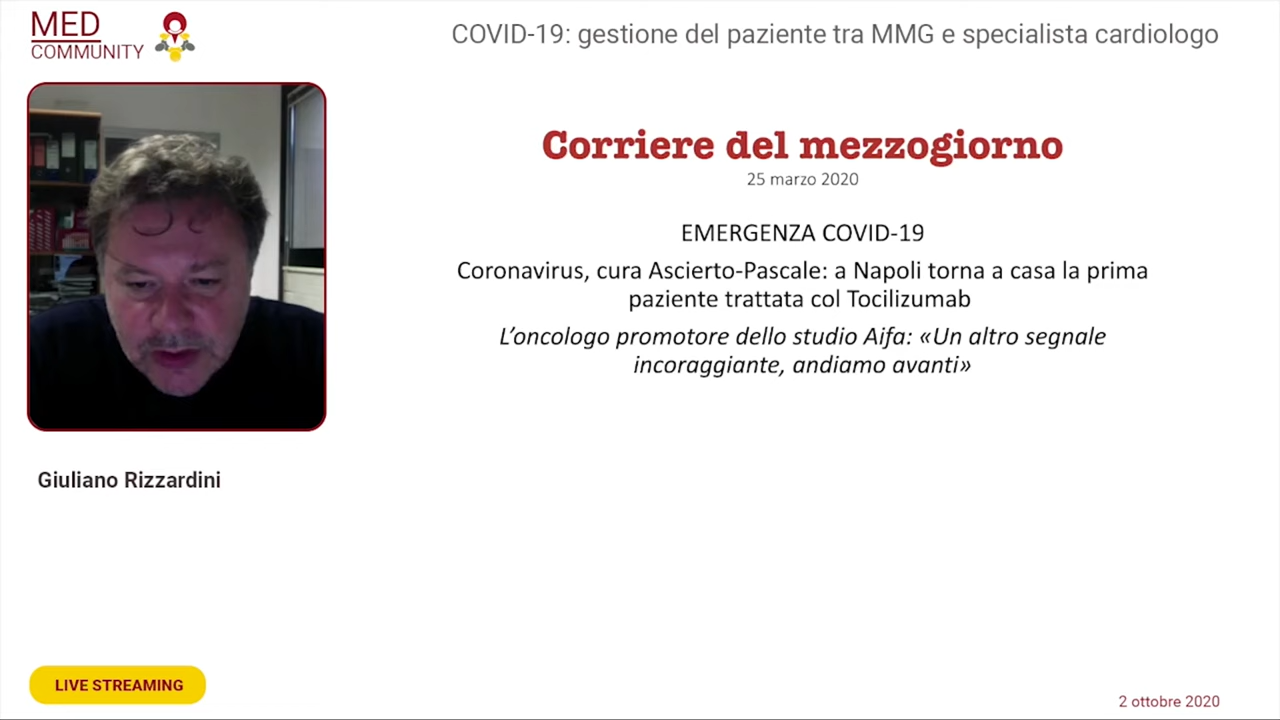 MED
COMMUNITY
COVID-19: gestione del paziente tra MMG e specialista cardiologo
Corriere del mezzogiorno
25 marzo 2020
EMERGENZA COVID-19
Coronavirus, cura Ascierto-Pascale: a Napoli torna a casa la prima
paziente trattata col Tocilizumab
L'oncologo promotore dello studio Aifa: «Un altro segnale
incoraggiante, andiamo avanti»
Giuliano Rizzardini
LIVE STREAMING
2 ottobre 2020